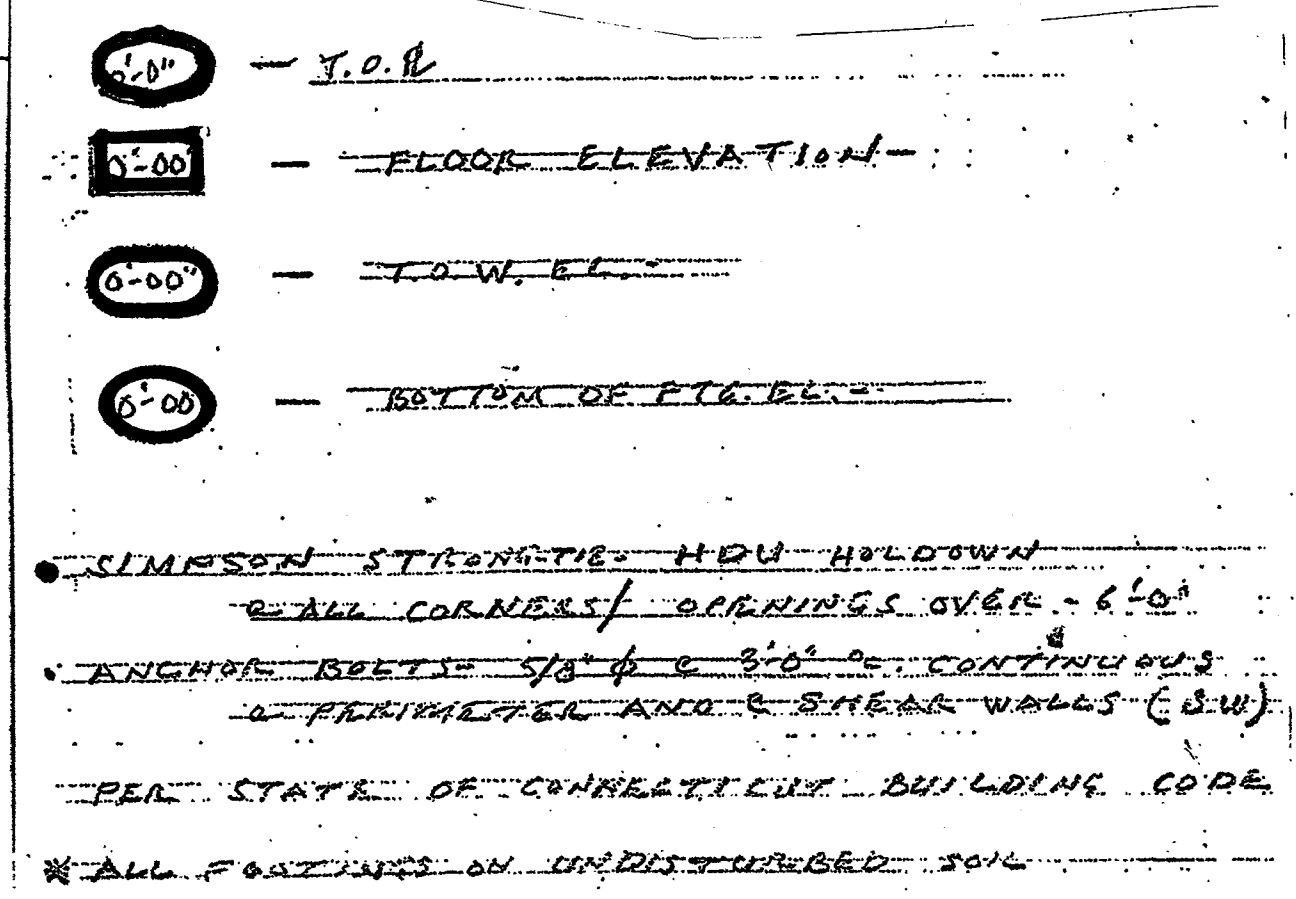 0'-0" — T.O.R
0'-00" — FLOOR ELEVATION -
0'-00" — T.O.W. EL. -
0'-00 — BOTTOM OF FTG. EL. -
• SIMPSON STRONG-TIE - HDU HOLDOWN
@ ALL CORNERS/ OPENINGS OVER - 6'-0"
• ANCHOR BOLTS - 5/8" ϕ @ 3'-0" oc. CONTINUOUS
@ PERIMETER AND @ SHEAR WALLS (SW)
PER STATE OF CONNECTICUT BUILDING CODE
※ ALL FOOTINGS ON UNDISTURBED SOIL